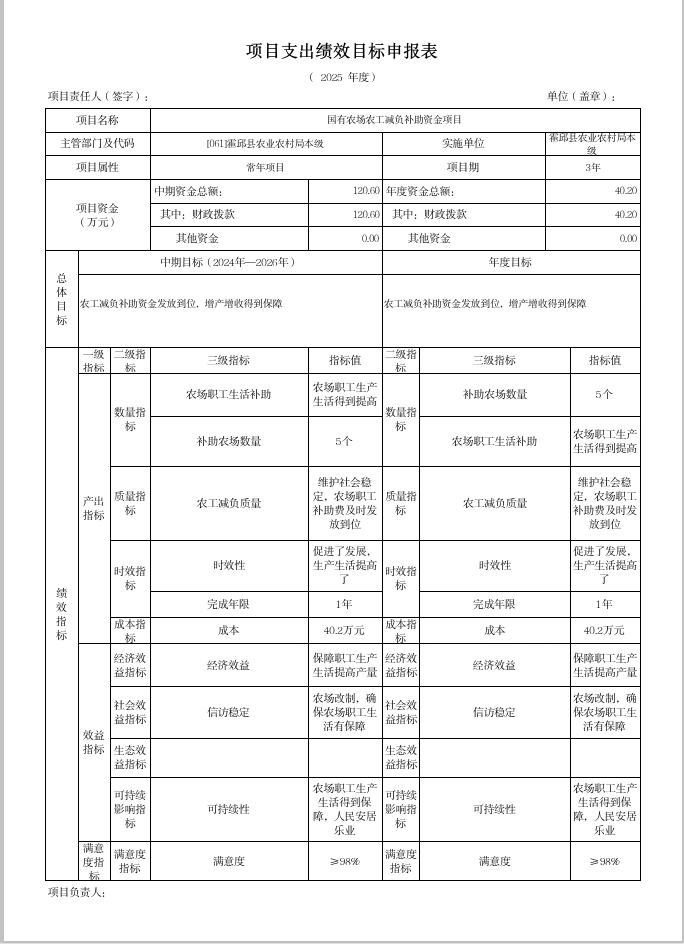 项目支出绩效目标申报表
（ 2025 年度）
项目责任人（签字）： 单位（盖章）：
项目名称 国有农场农工减负补助资金项目
主管部门及代码 [061]霍邱县农业农村局本级 实施单位 霍邱县农业农村局本级
项目属性 常年项目 项目期 3年
项目资金（万元） 中期资金总额： 120.60 年度资金总额： 40.20
其中：财政拨款 120.60 其中：财政拨款 40.20
其他资金 0.00 其他资金 0.00
总体目标 中期目标（2024年—2026年） 年度目标
农工减负补助资金发放到位，增产增收得到保障 农工减负补助资金发放到位，增产增收得到保障
绩效指标 一级指标 二级指标 三级指标 指标值 二级指标 三级指标 指标值
产出指标 数量指标 农场职工生活补助 农场职工生产生活得到提高 数量指标 补助农场数量 5个
补助农场数量 5个 农场职工生活补助 农场职工生产生活得到提高
质量指标 农工减负质量 维护社会稳定，农场职工补助费及时发放到位 质量指标 农工减负质量 维护社会稳定，农场职工补助费及时发放到位
时效指标 时效性 促进了发展，生产生活提高了 时效指标 时效性 促进了发展，生产生活提高了
完成年限 1年 完成年限 1年
成本指标 成本 40.2万元 成本指标 成本 40.2万元
效益指标 经济效益指标 经济效益 保障职工生产生活提高产量 经济效益指标 经济效益 保障职工生产生活提高产量
社会效益指标 信访稳定 农场改制，确保农场职工生活有保障 社会效益指标 信访稳定 农场改制，确保农场职工生活有保障
生态效益指标 生态效益指标
可持续影响指标 可持续性 农场职工生产生活得到保障，人民安居乐业 可持续影响指标 可持续性 农场职工生产生活得到保障，人民安居乐业
满意度指标 满意度指标 满意度 ≥98% 满意度指标 满意度 ≥98%
项目负责人：